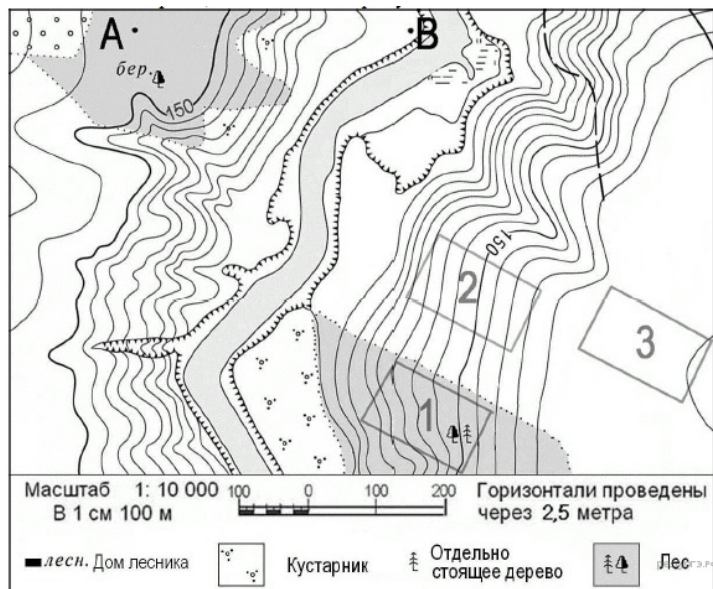 А
В
бер.
150
150
2
3
1
Масштаб 1: 10 000
В 1 см 100 м
100 0 100 200
Горизонтали проведены
через 2,5 метра
лесн. Дом лесника
Кустарник
Отдельно
стоящее дерево
Лес